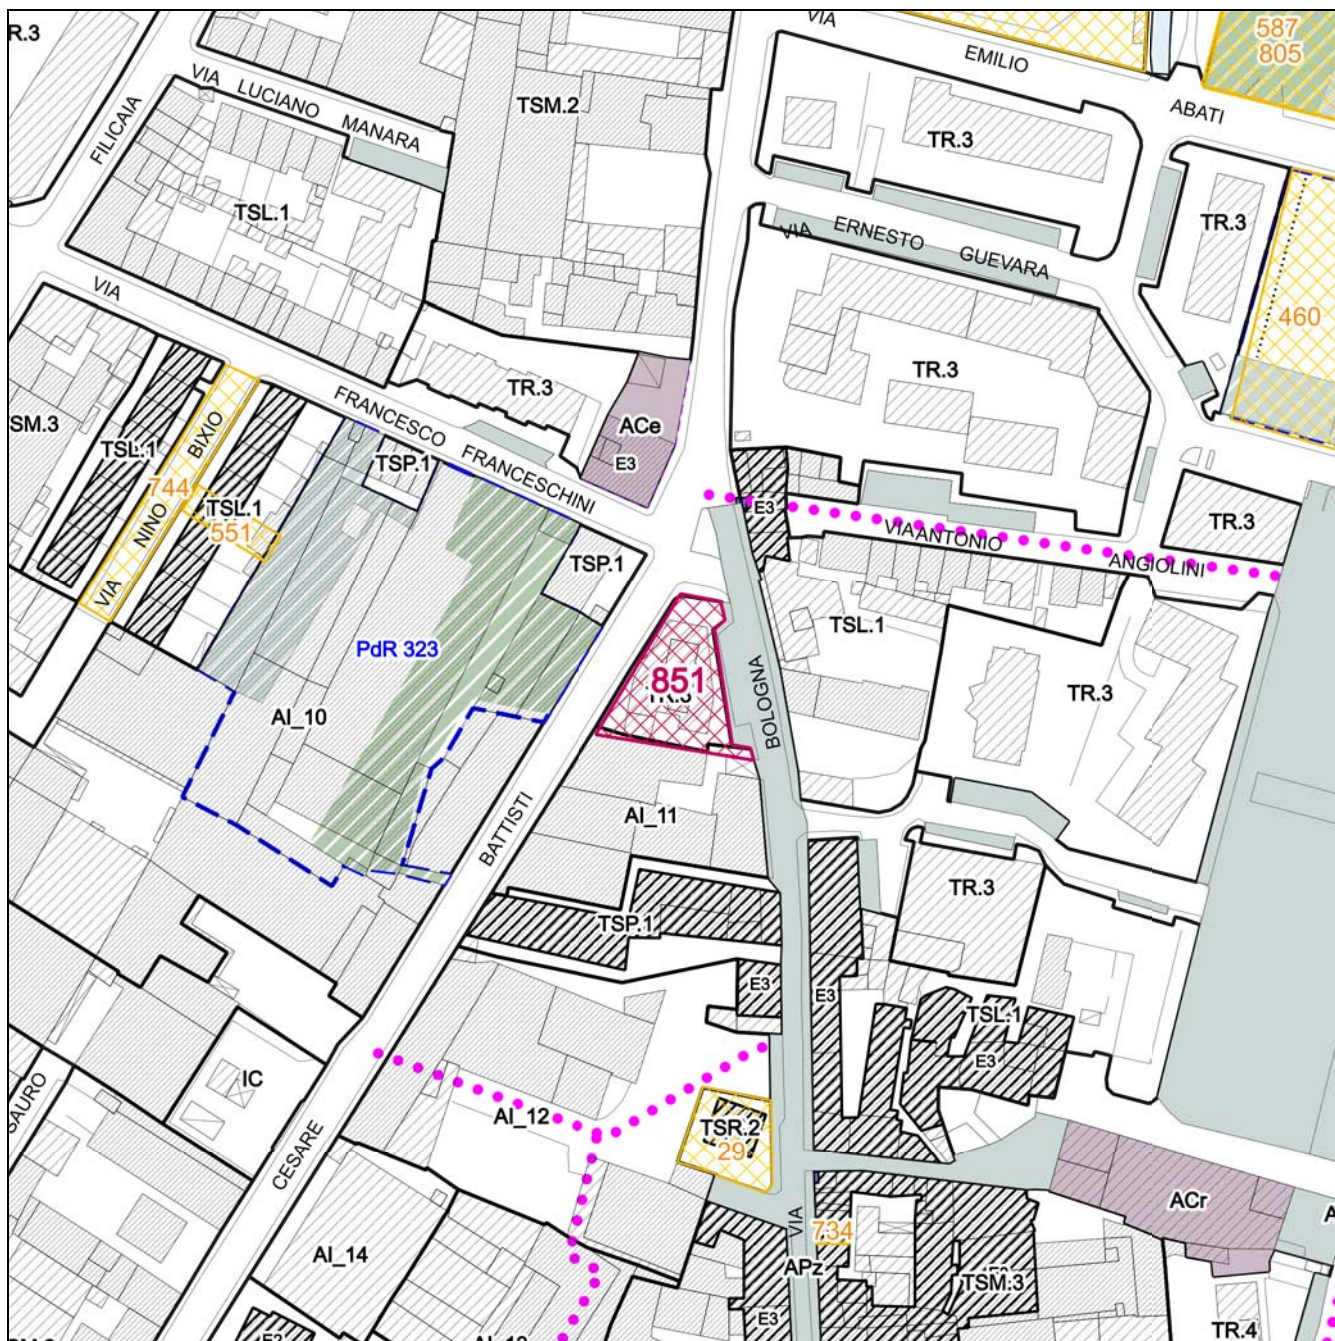 R.3
VIA
EMILIO
587
805
ABATI
VIA LUCIANO MANARA
FILICAIA
TSM.2
TR.3
TSL.1
TR.3
VIA ERNESTO GUEVARA
VIA
460
TR.3
TR.3
FRANCESCO FRANCESCHINI
ACe
E3
SM.3
TSL.1
BIXIO
TSP.1
744
TSL.1
NINO
551
E3
TR.3
VIA ANTONIO ANGIOLINI
TSP.1
VIA
TSL.1
PdR 323
851
TR.3
TR.3
BOLOGNA
AI_10
AI_11
BATTISTI
TR.3
TSP.1
E3
E3
TSL.1
E3
IC
AI_12
SAURO
TSR.2
29
CESARE
ACr
VIA
734
A
AI_14
APz
TSM.3
E3
TR.4